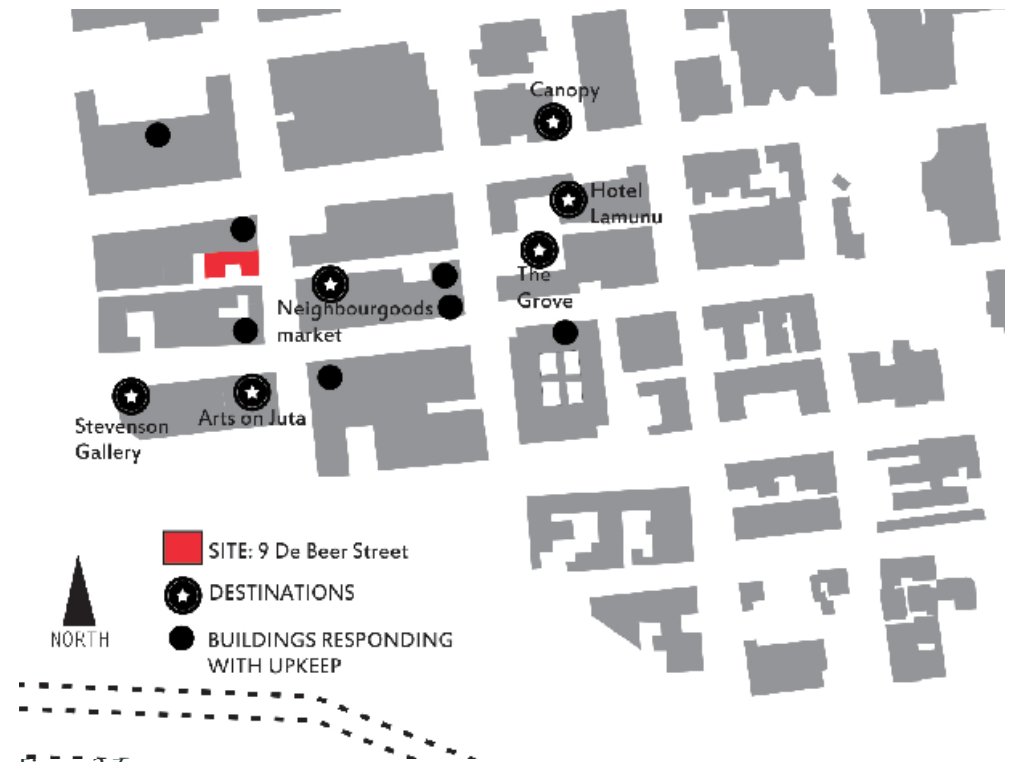 Canopy
Hotel
Lamunu
The
Grove
Neighbourgoods
market
Arts on Juta
Stevenson
Gallery
SITE: 9 De Beer Street
DESTINATIONS
BUILDINGS RESPONDING
WITH UPKEEP
NORTH